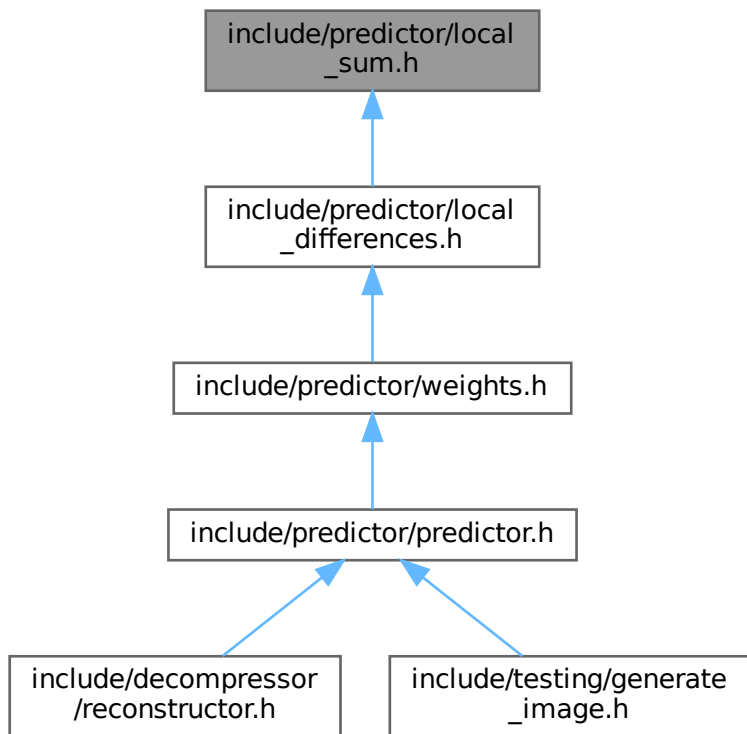 include/predictor/local
_sum.h
include/predictor/local
_differences.h
include/predictor/weights.h
include/predictor/predictor.h
include/decompressor
/reconstructor.h
include/testing/generate
_image.h